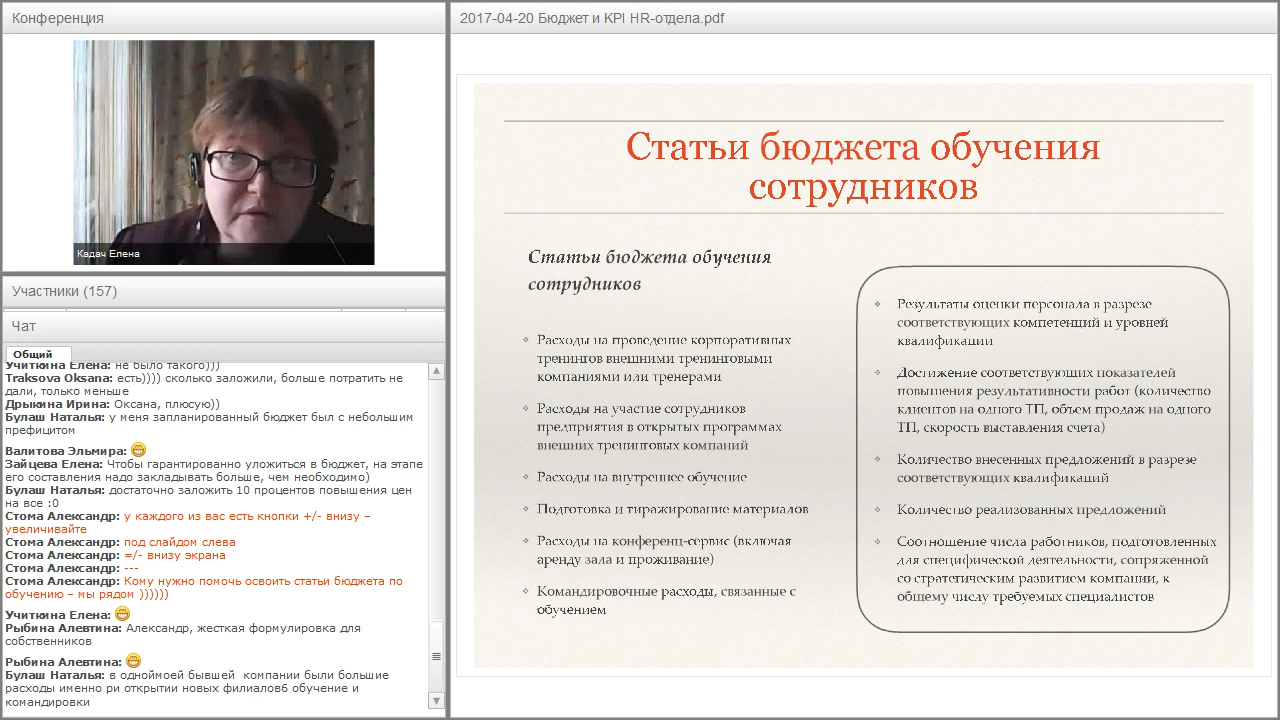 Конференция
Кадач Елена
Участники (157)
Чат
Общий
Учиткина Елена: не было такого)))
Traksova Oksana: есть)))) сколько заложили, больше потратить не
дали, только меньше
Дрыкина Ирина: Оксана, плюсую))
Булаш Наталья: у меня запланированный бюджет был с небольшим
префицитом
Валитова Эльмира:
Зайцева Елена: Чтобы гарантированно уложиться в бюджет, на этапе
его составления надо закладывать больше, чем необходимо)
Булаш Наталья: достаточно заложить 10 процентов повышения цен
на все :0
Стома Александр: у каждого из вас есть кнопки +/- внизу –
увеличивайте
Стома Александр: под слайдом слева
Стома Александр: =/- внизу экрана
Стома Александр: ---
Стома Александр: Кому нужно помочь освоить статьи бюджета по
обучению – мы рядом ))))))
Учиткина Елена:
Рыбина Алевтина: Александр, жесткая формулировка для
собственников
Рыбина Алевтина:
Булаш Наталья: в одноймоей бывшей  компании были большие
расходы именно ри открытии новых филиалов6 обучение и
командировки
2017-04-20 Бюджет и KPI HR-отдела.pdf
Статьи бюджета обучения
сотрудников
Статьи бюджета обучения
сотрудников
Расходы на проведение корпоративных
тренингов внешними тренинговыми
компаниями или тренерами
Расходы на участие сотрудников
предприятия в открытых программах
внешних тренинговых компаний
Расходы на внутреннее обучение
Подготовка и тиражирование материалов
Расходы на конференц-сервис (включая
аренду зала и проживание)
Командировочные расходы, связанные с
обучением
Результаты оценки персонала в разрезе
соответствующих компетенций и уровней
квалификации
Достижение соответствующих показателей
повышения результативности работ (количество
клиентов на одного ТП, объем продаж на одного
ТП, скорость выставления счета)
Количество внесенных предложений в разрезе
соответствующих квалификаций
Количество реализованных предложений
Соотношение числа работников, подготовленных
для специфической деятельности, сопряженной
со стратегическим развитием компании, к
общему числу требуемых специалистов